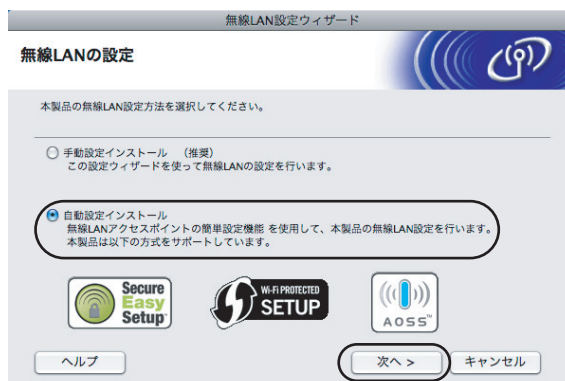 無線LAN設定ウィザード
無線LANの設定
本製品の無線LAN設定方法を選択してください。
手動設定インストール （推奨）
この設定ウィザードを使って無線LANの設定を行います。
自動設定インストール
無線LANアクセスポイントの簡単設定機能 を使用して、本製品の無線LAN設定を行います。
本製品は以下の方式をサポートしています。
Secure
Easy
Setup
Wi-Fi PROTECTED
SETUP
AOSS™
ヘルプ
次へ >
キャンセル